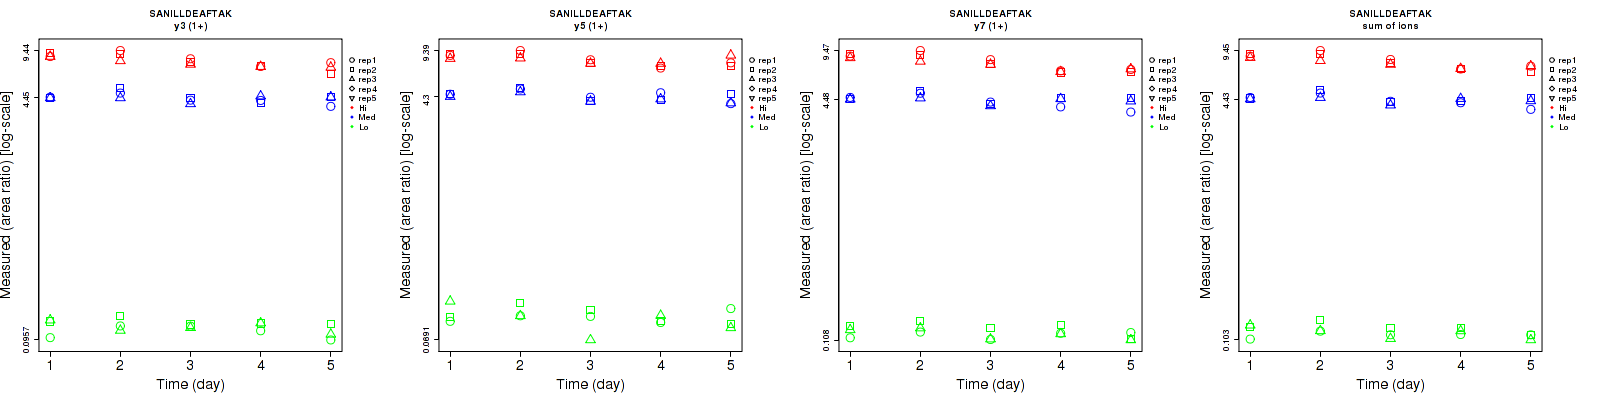 SANILLDEAFTAK
y3 (1+)
Measured (area ratio) [log-scale]
9.44
4.45
0.0957
1 2 3 4 5
Time (day)
rep1
rep2
rep3
rep4
rep5
Hi
Med
Lo
SANILLDEAFTAK
y5 (1+)
Measured (area ratio) [log-scale]
9.39
4.3
0.0691
1 2 3 4 5
Time (day)
rep1
rep2
rep3
rep4
rep5
Hi
Med
Lo
SANILLDEAFTAK
y7 (1+)
Measured (area ratio) [log-scale]
9.47
4.48
0.108
1 2 3 4 5
Time (day)
rep1
rep2
rep3
rep4
rep5
Hi
Med
Lo
SANILLDEAFTAK
sum of ions
Measured (area ratio) [log-scale]
9.45
4.43
0.103
1 2 3 4 5
Time (day)
rep1
rep2
rep3
rep4
rep5
Hi
Med
Lo